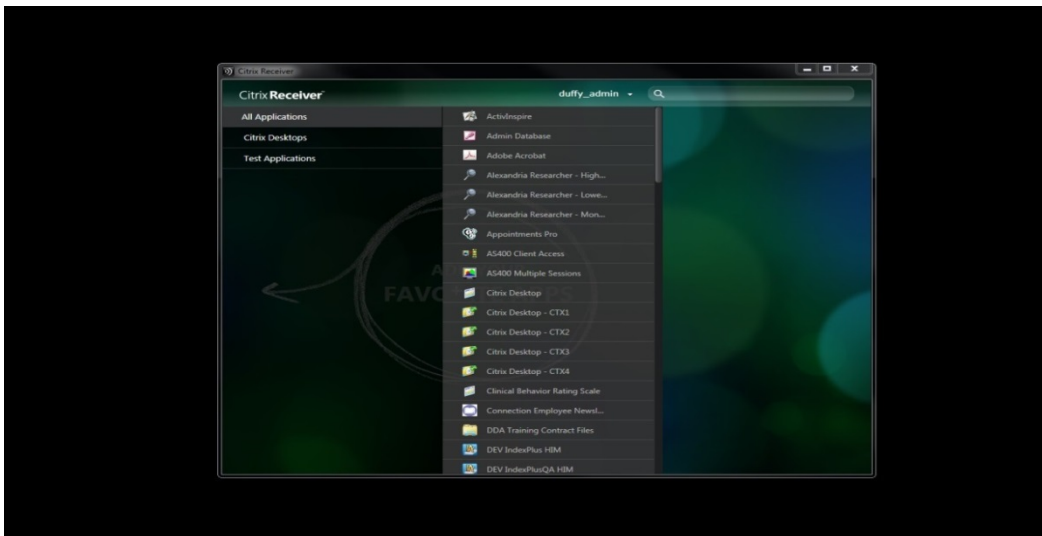 Citrix Receiver
Citrix Receiver™
duffy_admin
All Applications
Citrix Desktops
Test Applications
ActivInspire
Admin Database
Adobe Acrobat
Alexandria Researcher - High...
Alexandria Researcher - Lowe...
Alexandria Researcher - Mon...
Appointments Pro
AS400 Client Access
AS400 Multiple Sessions
Citrix Desktop
Citrix Desktop - CTX1
Citrix Desktop - CTX2
Citrix Desktop - CTX3
Citrix Desktop - CTX4
Clinical Behavior Rating Scale
Connection Employee Newsl...
DDA Training Contract Files
DEV IndexPlus HIM
DEV IndexPlusQA HIM